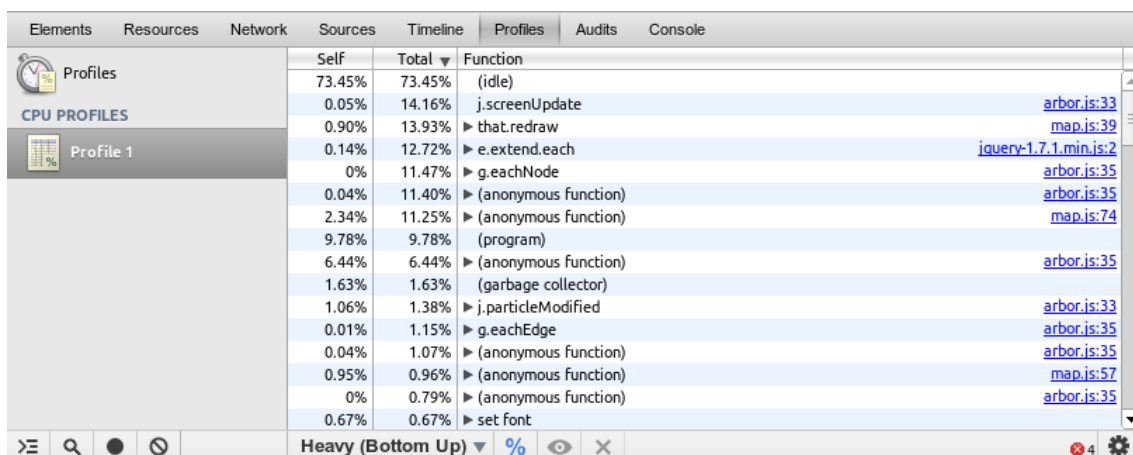 Elements Resources Network Sources Timeline Profiles Audits Console
Profiles
CPU PROFILES
Profile 1
Self Total Function
73.45% 73.45% (idle)
0.05% 14.16% j.screenUpdate arbor.js:33
0.90% 13.93% that.redraw map.js:39
0.14% 12.72% e.extend.each jquery-1.7.1.min.js:2
0% 11.47% g.eachNode arbor.js:35
0.04% 11.40% (anonymous function) arbor.js:35
2.34% 11.25% (anonymous function) map.js:74
9.78% 9.78% (program)
6.44% 6.44% (anonymous function) arbor.js:35
1.63% 1.63% (garbage collector)
1.06% 1.38% j.particleModified arbor.js:33
0.01% 1.15% g.eachEdge arbor.js:35
0.04% 1.07% (anonymous function) arbor.js:35
0.95% 0.96% (anonymous function) map.js:57
0% 0.79% (anonymous function) arbor.js:35
0.67% 0.67% set font
Heavy (Bottom Up) % 4